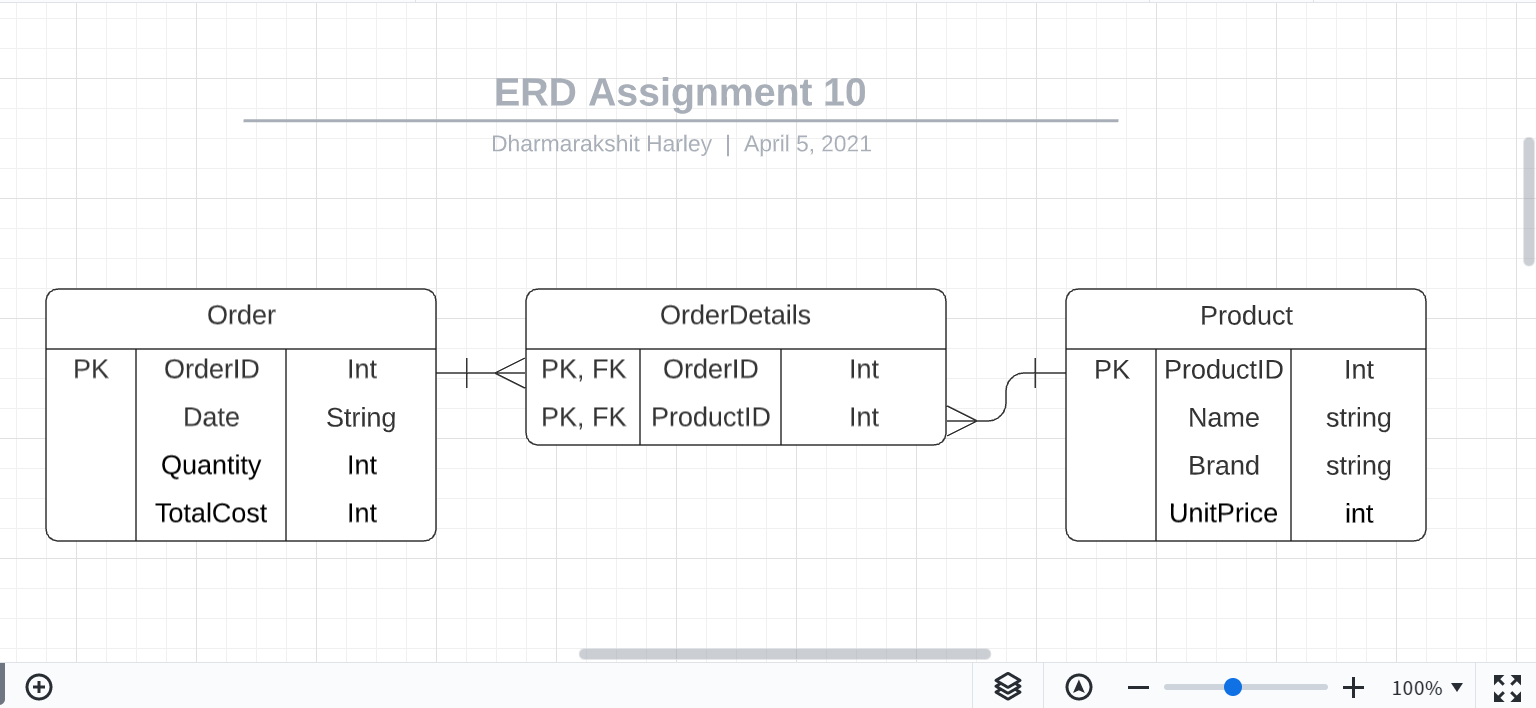 ERD Assignment 10
Dharmarakshit Harley | April 5, 2021
Order
PK OrderID Int
Date String
Quantity Int
TotalCost Int
OrderDetails
PK, FK OrderID Int
PK, FK ProductID Int
Product
PK ProductID Int
Name string
Brand string
UnitPrice int
100%